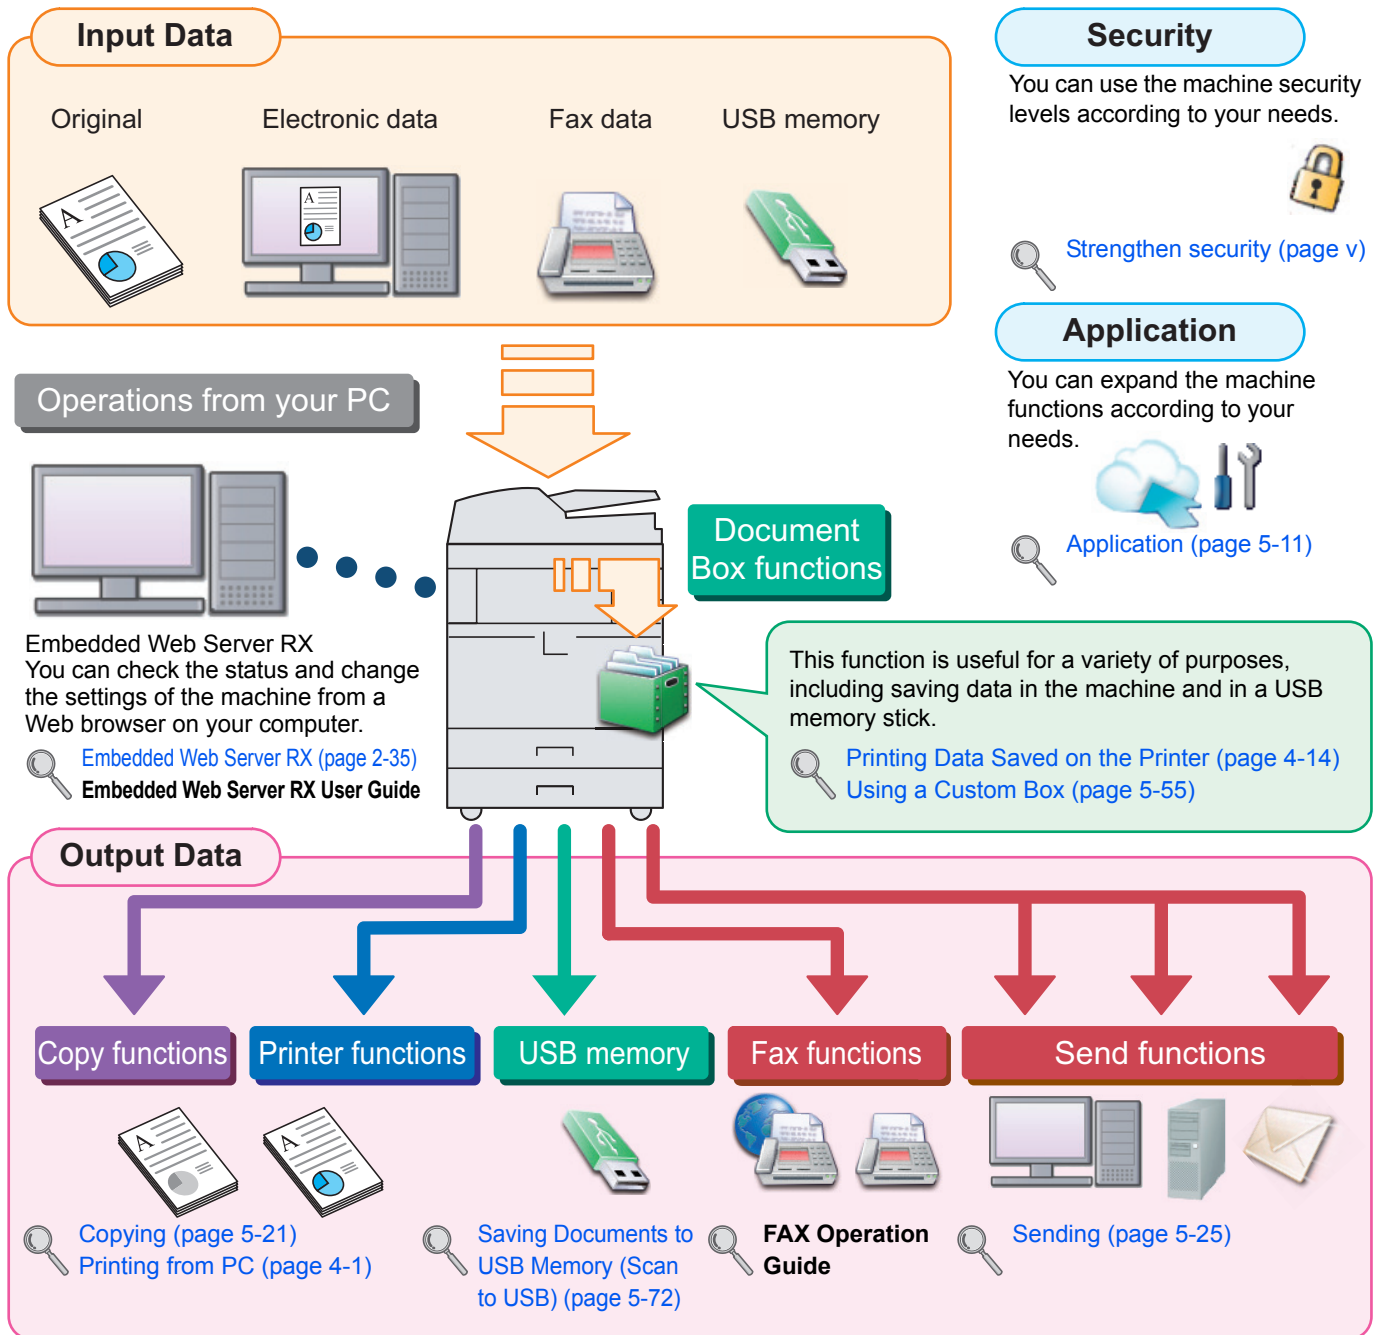 Input Data
Original
Electronic data
Fax data
USB memory
Security
You can use the machine security
levels according to your needs.
Strengthen security (page v)
Application
You can expand the machine
functions according to your
needs.
Application (page 5-11)
Operations from your PC
Embedded Web Server RX
You can check the status and change
the settings of the machine from a
Web browser on your computer.
Embedded Web Server RX (page 2-35)
Embedded Web Server RX User Guide
Document
Box functions
This function is useful for a variety of purposes,
including saving data in the machine and in a USB
memory stick.
Printing Data Saved on the Printer (page 4-14)
Using a Custom Box (page 5-55)
Output Data
Copy functions
Printer functions
USB memory
Fax functions
Send functions
Copying (page 5-21)
Printing from PC (page 4-1)
Saving Documents to
USB Memory (Scan
to USB) (page 5-72)
FAX Operation
Guide
Sending (page 5-25)